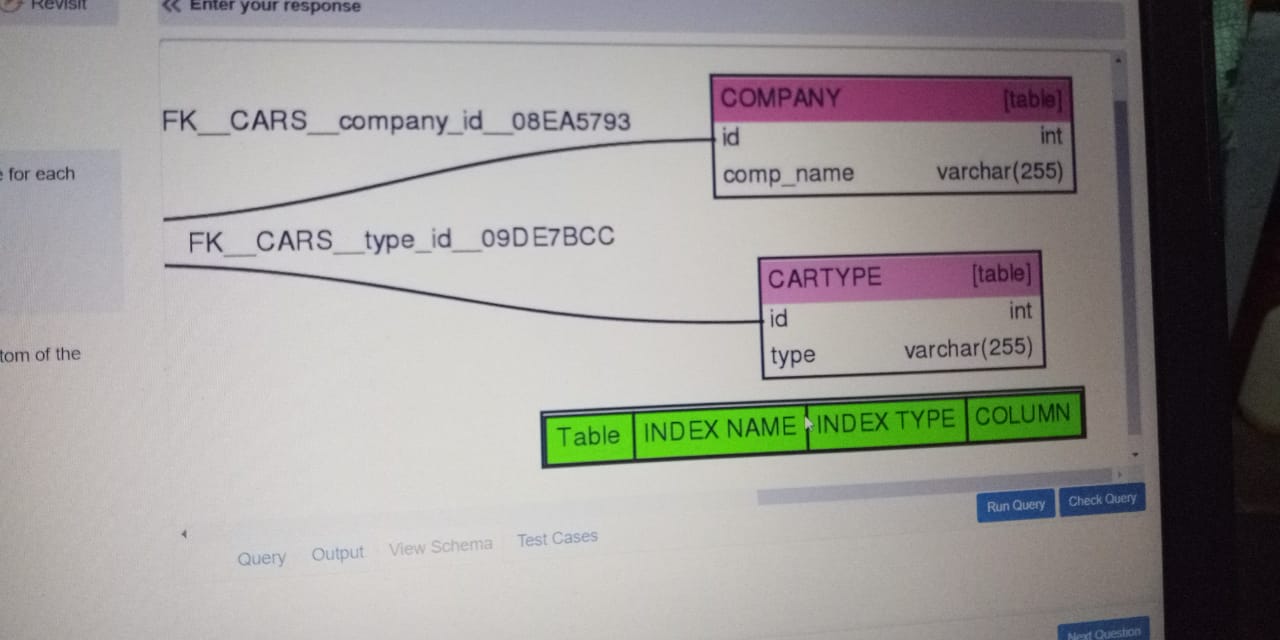 Revisit
Enter your response
FK__CARS__company_id__08EA5793
COMPANY [table]
id int
comp_name varchar(255)
for each
FK__CARS__type_id__09DE7BCC
CARTYPE [table]
id int
type varchar(255)
tom of the
Table INDEX NAME INDEX TYPE COLUMN
Run Query Check Query
Query Output View Schema Test Cases
Next Question